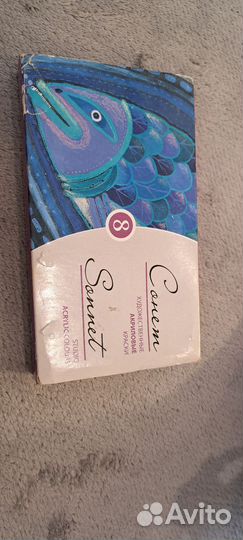 8
Сонет
ХУДОЖЕСТВЕННЫЕ
АКРИЛОВЫЕ
КРАСКИ
Sonnet
STUDIO
ACRYLIC COLOURS
Avito